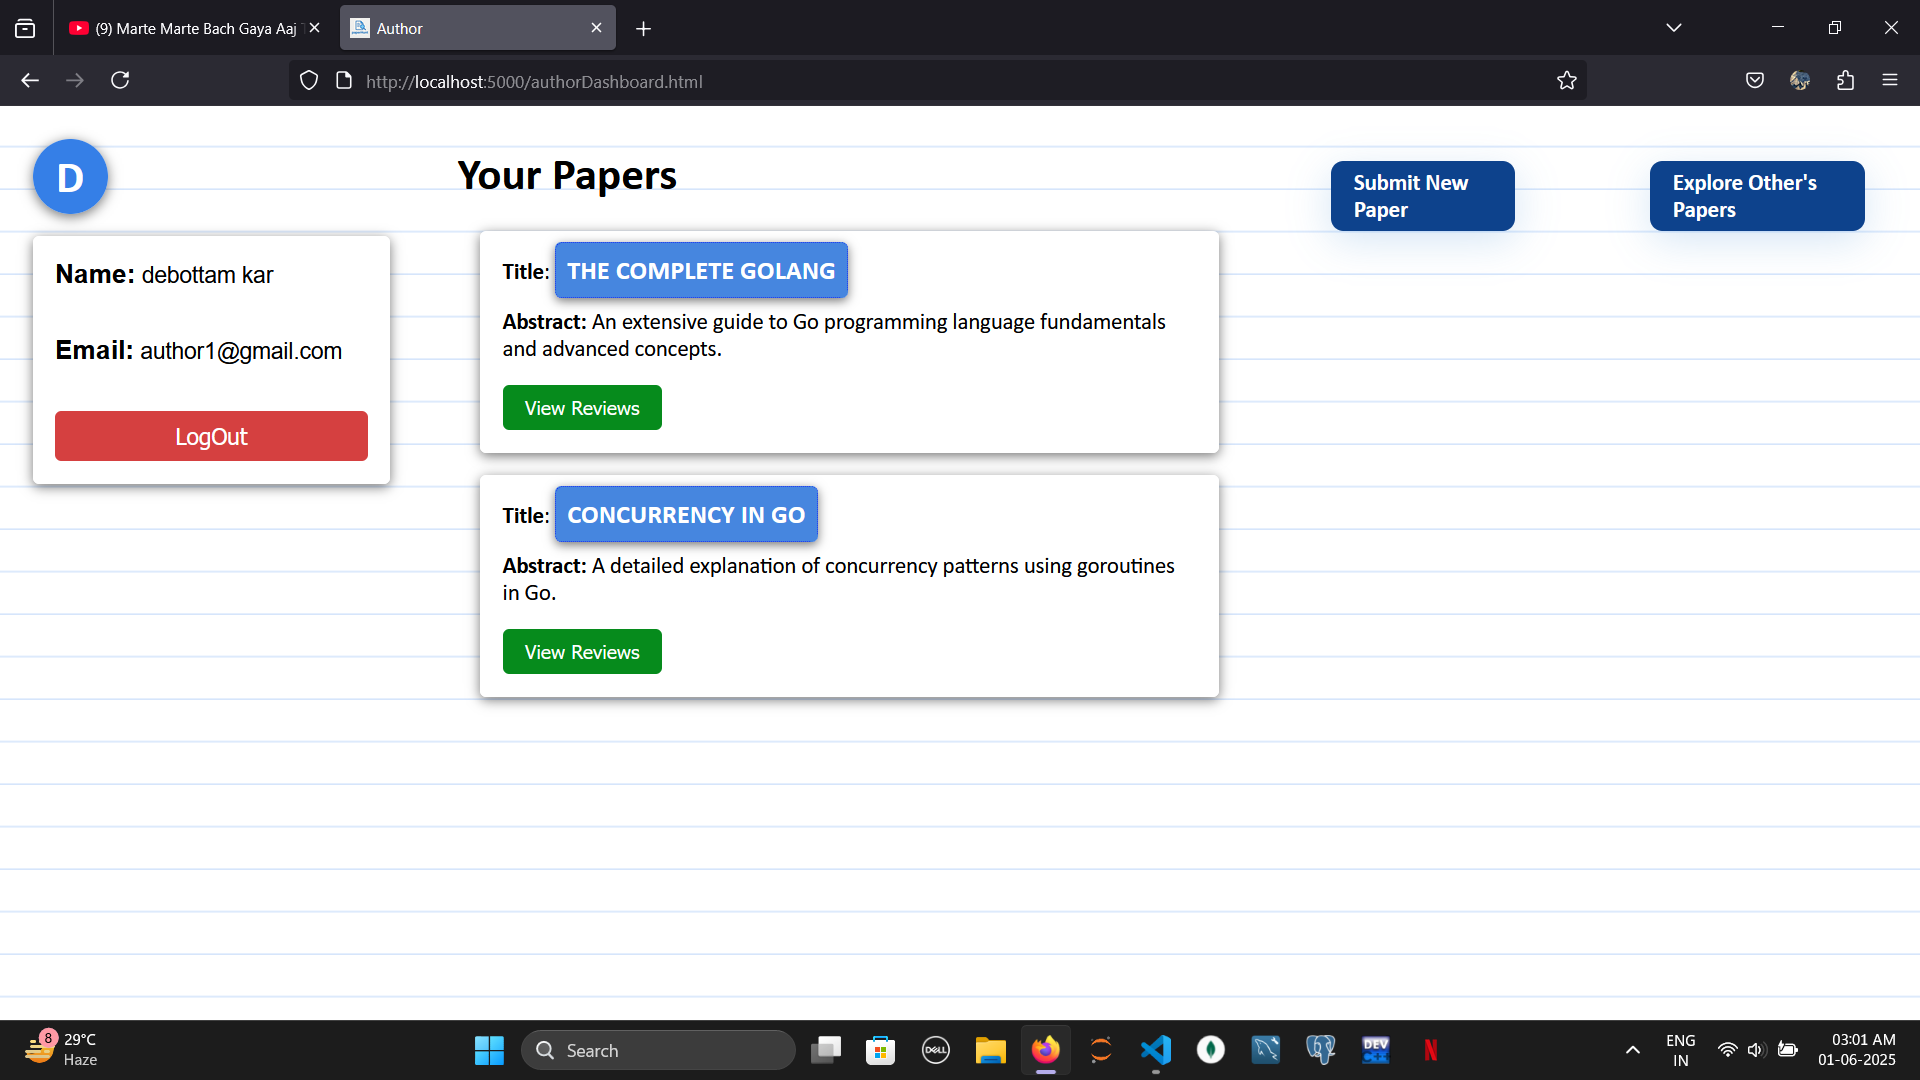 (9) Marte Marte Bach Gaya Aaj
Author
http://localhost:5000/authorDashboard.html
D
Your Papers
Submit New
Paper
Explore Other's
Papers
Name: debottam kar
Email: author1@gmail.com
LogOut
Title: THE COMPLETE GOLANG
Abstract: An extensive guide to Go programming language fundamentals
and advanced concepts.
View Reviews
Title: CONCURRENCY IN GO
Abstract: A detailed explanation of concurrency patterns using goroutines
in Go.
View Reviews
8
29°C
Haze
Search
DELL
DEV
C++
N
ENG
IN
03:01 AM
01-06-2025